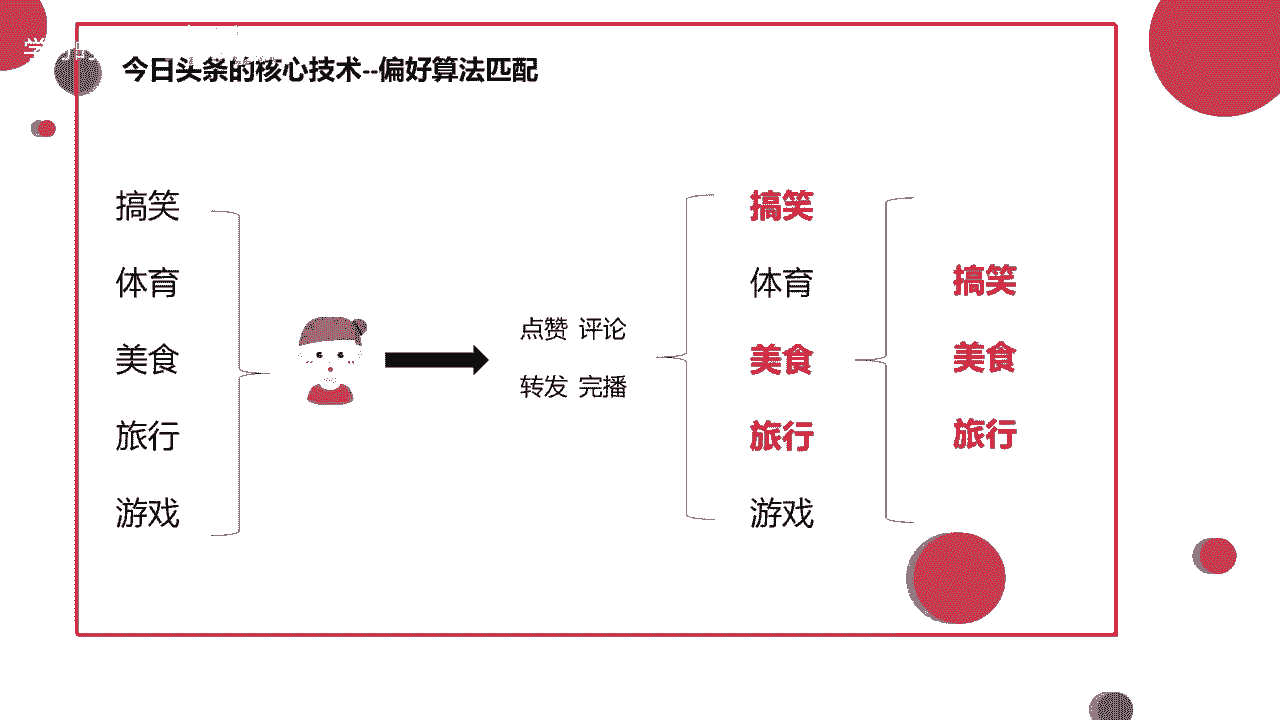 今日头条的核心技术--偏好算法匹配
搞笑
体育
美食
旅行
游戏
点赞 评论
转发 完播
搞笑
体育
美食
旅行
游戏
搞笑
美食
旅行